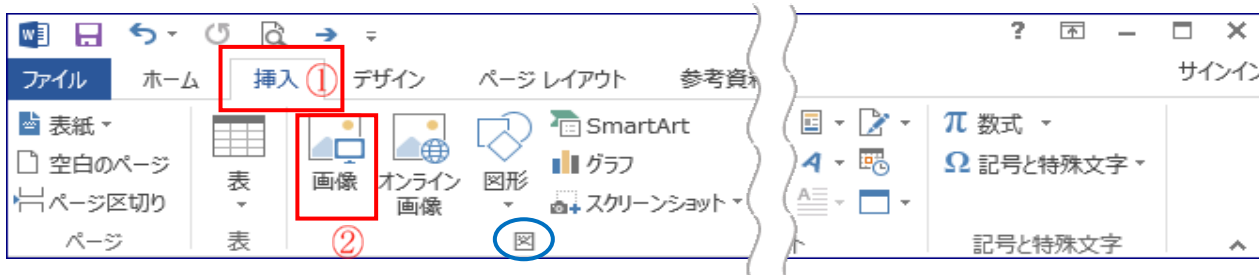 ?
ファイル ホーム 挿入 ① デザイン ページ レイアウト 参考資 サインイン
表紙
空白のページ
ページ区切り
表
画像
オンライン
画像
図形
SmartArt
グラフ
スクリーンショット
π 数式
Ω 記号と特殊文字
ページ 表 ② 図 ト 記号と特殊文字